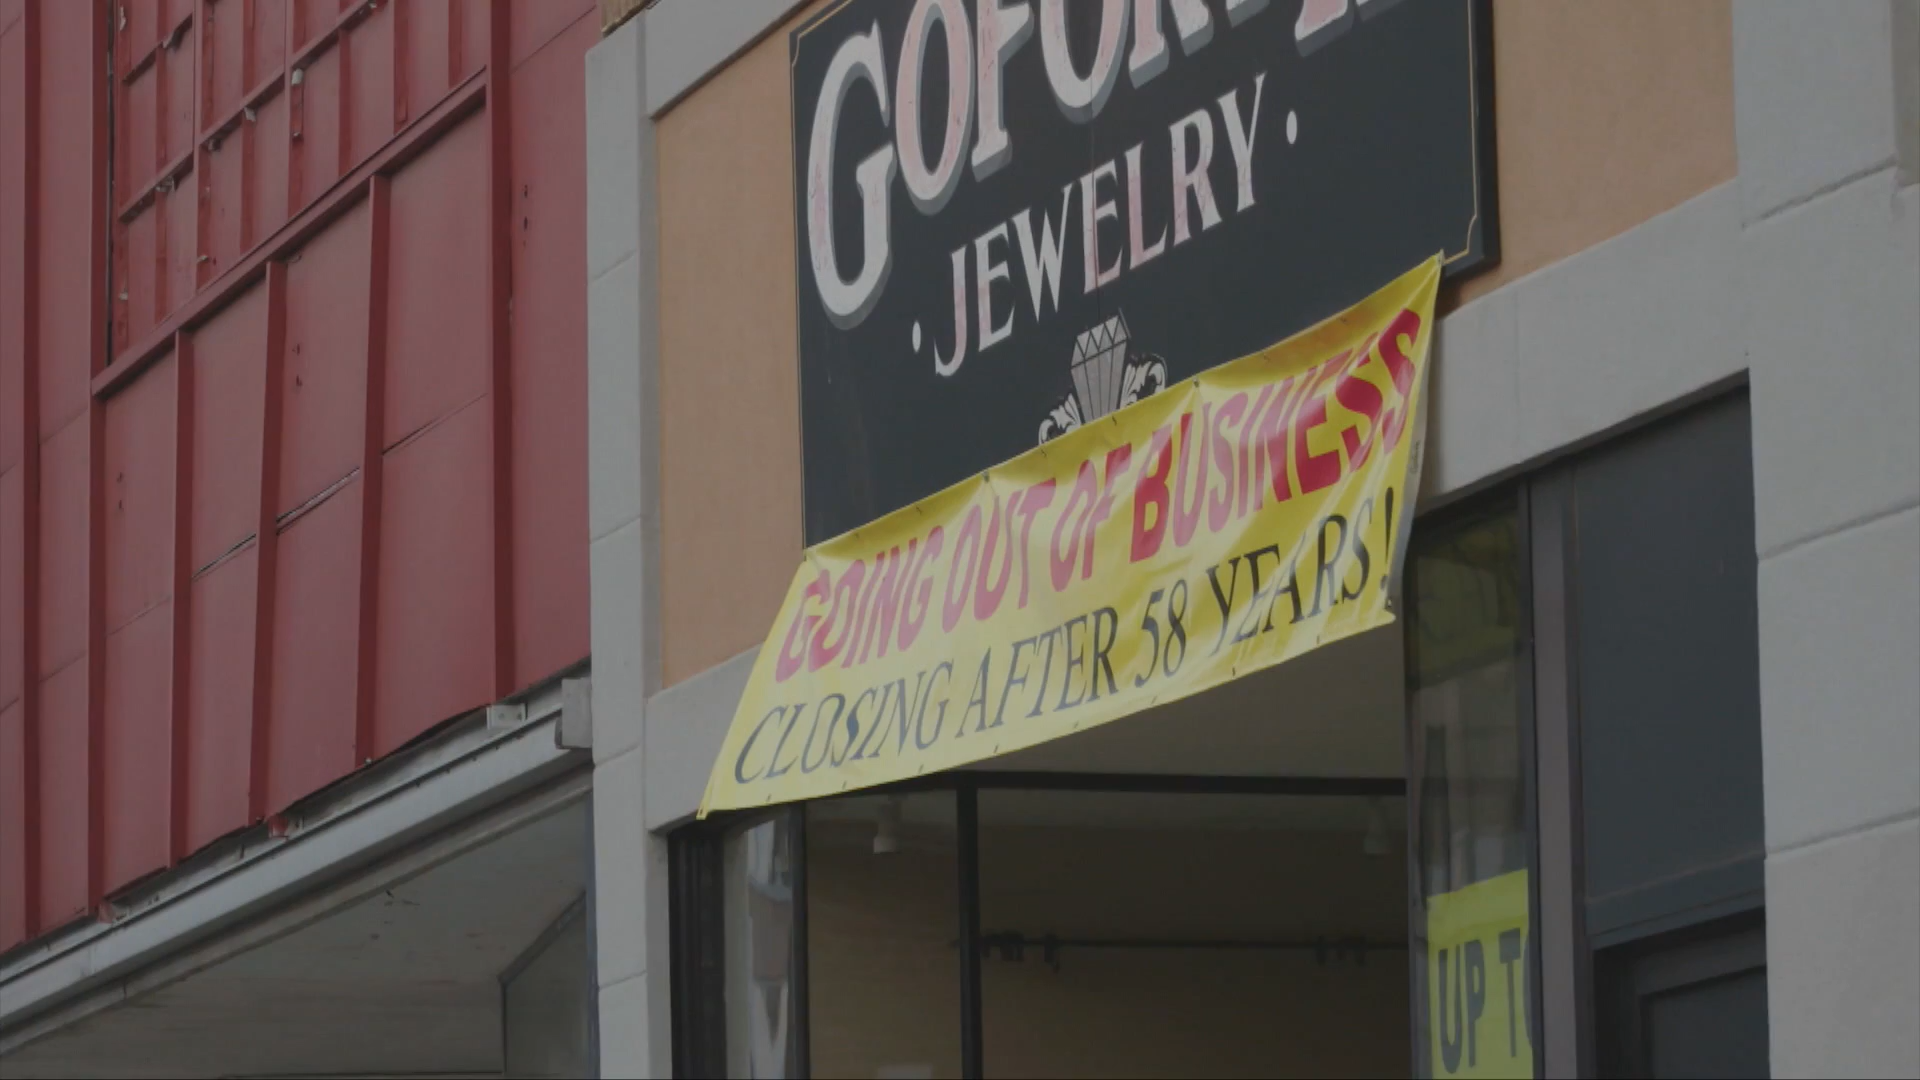 JEWELRY
GOING OUT OF BUSINESS
CLOSING AFTER 58 YEARS!
UP